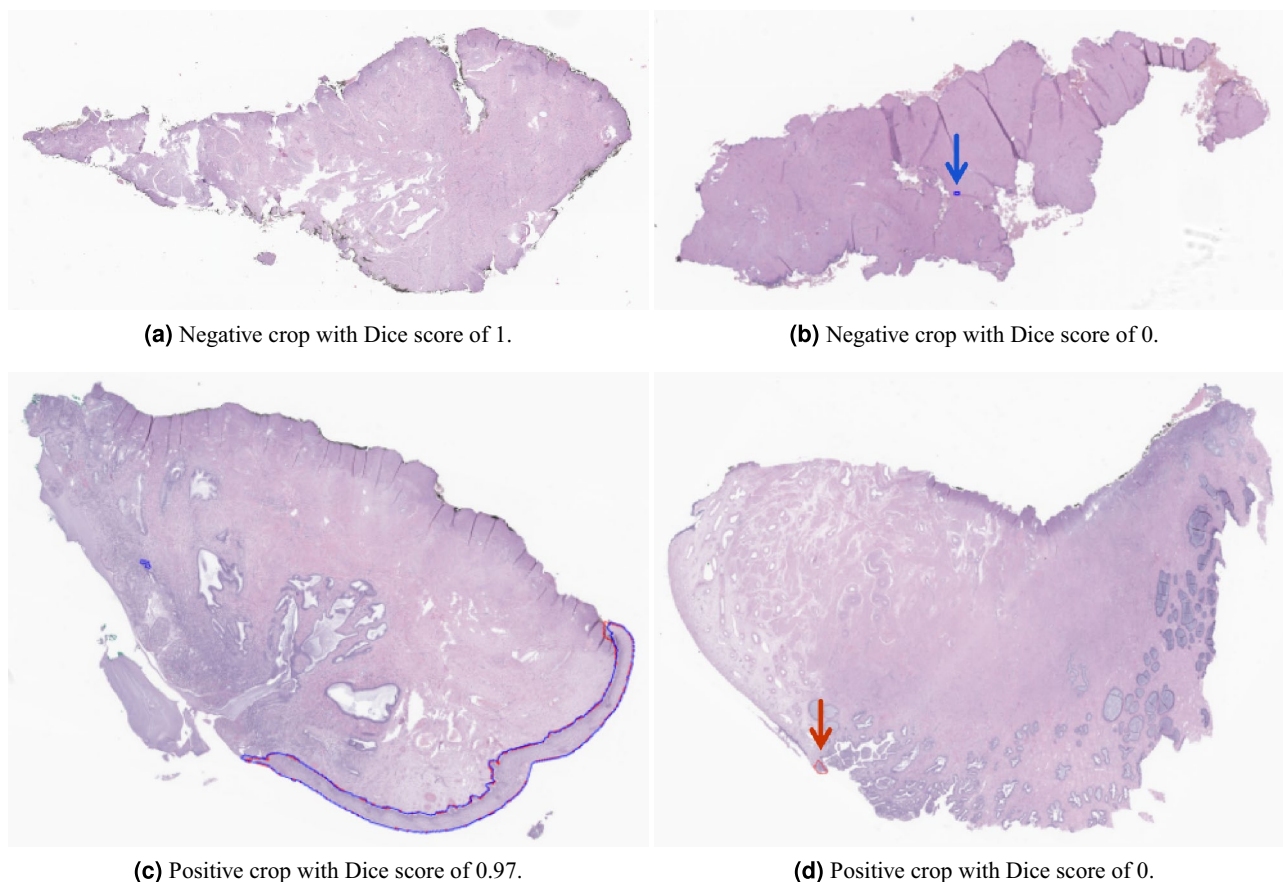 (a) Negative crop with Dice score of 1.
(b) Negative crop with Dice score of 0.
(c) Positive crop with Dice score of 0.97.
(d) Positive crop with Dice score of 0.